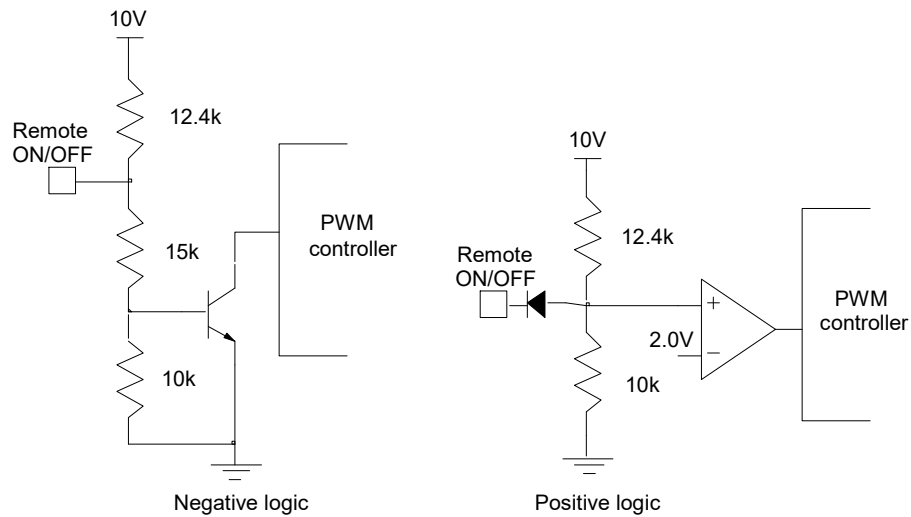 10V
12.4k
Remote
ON/OFF
15k
10k
PWM
controller
Negative logic
10V
12.4k
Remote
ON/OFF
+
2.0V
−
10k
PWM
controller
Positive logic